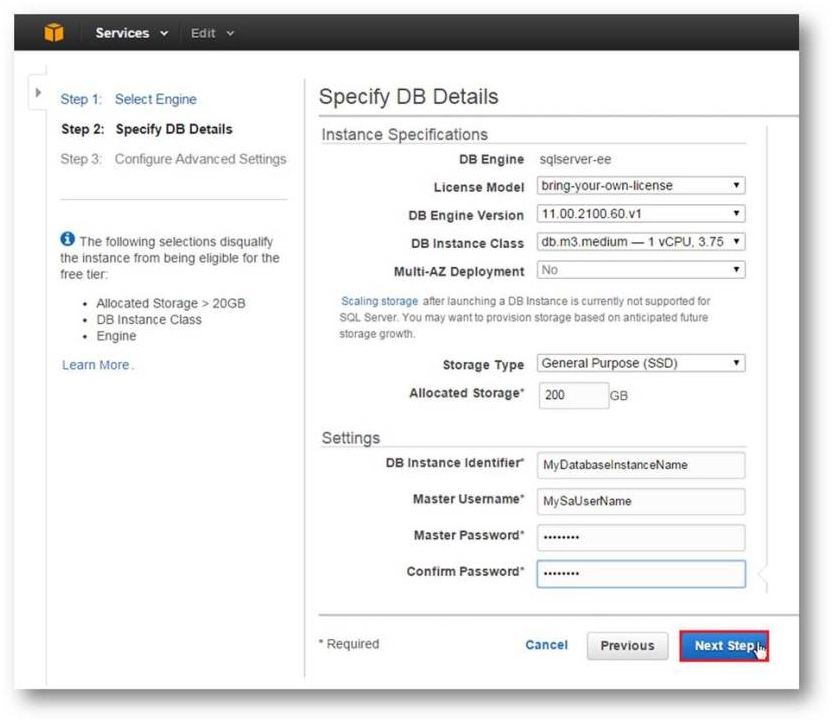 Services Edit
Step 1: Select Engine
Step 2: Specify DB Details
Step 3: Configure Advanced Settings
The following selections disqualify
the instance from being eligible for the
free tier:
• Allocated Storage > 20GB
• DB Instance Class
• Engine
Learn More.
Specify DB Details
Instance Specifications
DB Engine sqlserver-ee
License Model bring-your-own-license
DB Engine Version 11.00.2100.60.v1
DB Instance Class db.m3.medium — 1 vCPU, 3.75
Multi-AZ Deployment No
Scaling storage after launching a DB Instance is currently not supported for
SQL Server. You may want to provision storage based on anticipated future
storage growth.
Storage Type General Purpose (SSD)
Allocated Storage* 200 GB
Settings
DB Instance Identifier* MyDatabaseInstanceName
Master Username* MySaUserName
Master Password* ••••••••
Confirm Password* ••••••••
* Required Cancel Previous Next Step